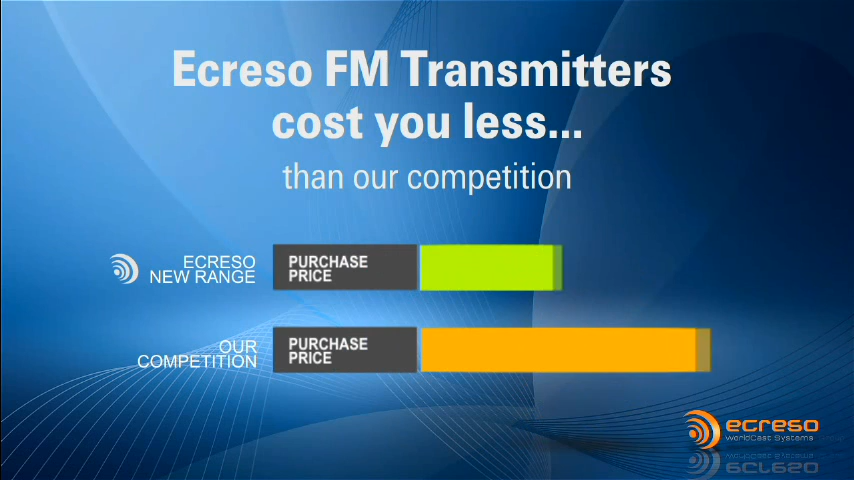 Ecreso FM Transmitters
cost you less...
than our competition
ECRESO
NEW RANGE
PURCHASE
PRICE
OUR
COMPETITION
PURCHASE
PRICE
ecreso
WorldCast Systems